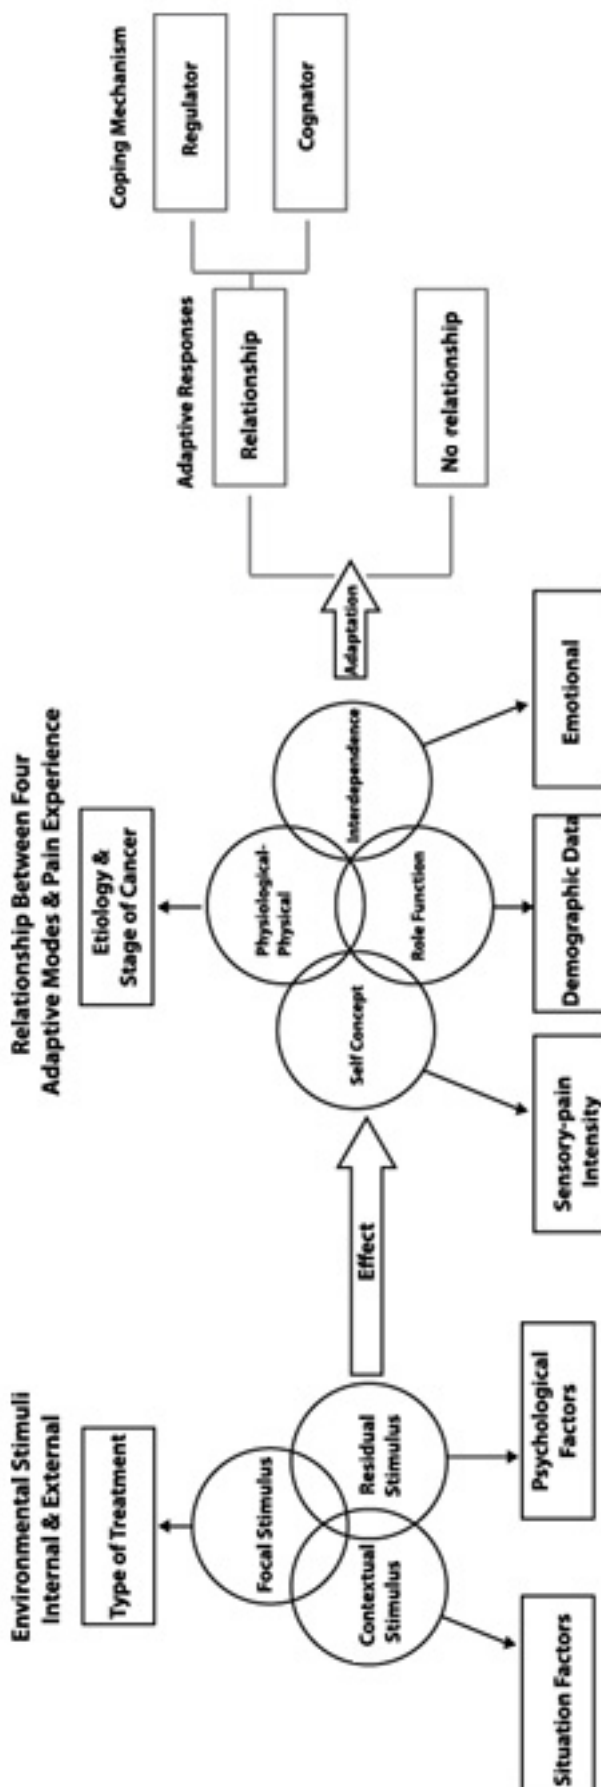 Environmental Stimuli
Internal & External
Type of Treatment
Focal Stimulus
Contextual
Stimulus
Residual
Stimulus
Situation Factors
Psychological
Factors
Effect
Relationship Between Four
Adaptive Modes & Pain Experience
Etiology &
Stage of Cancer
Physiological-
Physical
Self Concept
Role Function
Interdependence
Sensory-pain
Intensity
Demographic Data
Emotional
Adaptation
Adaptive Responses
Relationship
No relationship
Coping Mechanism
Regulator
Cognator